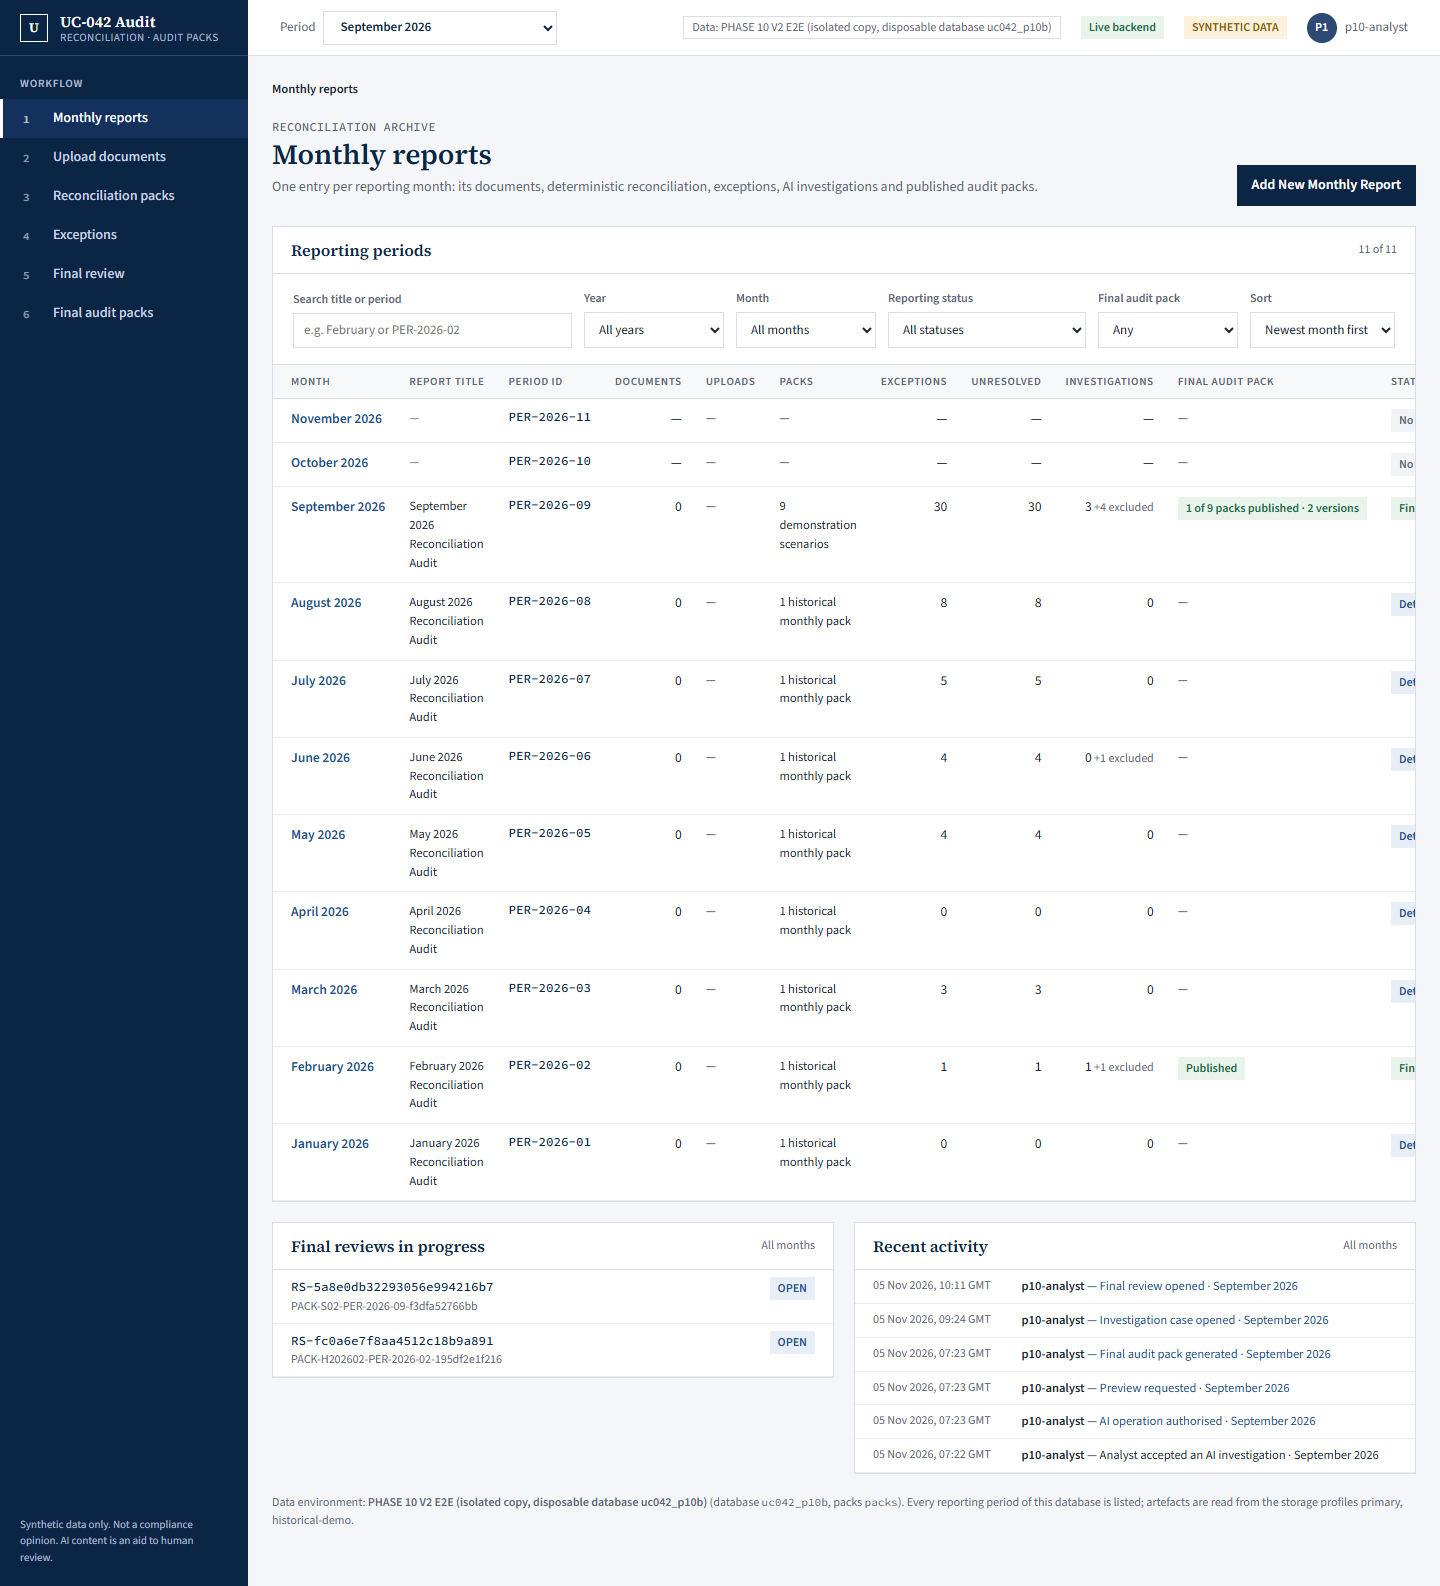 U
UC-042 Audit
RECONCILIATION · AUDIT PACKS
WORKFLOW
1 Monthly reports
2 Upload documents
3 Reconciliation packs
4 Exceptions
5 Final review
6 Final audit packs
Synthetic data only. Not a compliance
opinion. AI content is an aid to human
review.
Period September 2026 Data: PHASE 10 V2 E2E (isolated copy, disposable database uc042_p10b) Live backend SYNTHETIC DATA P1 p10-analyst
Monthly reports
RECONCILIATION ARCHIVE
Monthly reports
One entry per reporting month: its documents, deterministic reconciliation, exceptions, AI investigations and published audit packs.
Add New Monthly Report
Reporting periods 11 of 11
Search title or period Year Month Reporting status Final audit pack Sort
e.g. February or PER-2026-02 All years All months All statuses Any Newest month first
MONTH REPORT TITLE PERIOD ID DOCUMENTS UPLOADS PACKS EXCEPTIONS UNRESOLVED INVESTIGATIONS FINAL AUDIT PACK STAT
November 2026 — PER-2026-11 — — — — — — — No
October 2026 — PER-2026-10 — — — — — — — No
September 2026 September PER-2026-09 0 — 9 30 30 3 +4 excluded 1 of 9 packs published · 2 versions Fin
2026 demonstration
Reconciliation scenarios
Audit
August 2026 August 2026 PER-2026-08 0 — 1 historical 8 8 0 — Det
Reconciliation monthly pack
Audit
July 2026 July 2026 PER-2026-07 0 — 1 historical 5 5 0 — Det
Reconciliation monthly pack
Audit
June 2026 June 2026 PER-2026-06 0 — 1 historical 4 4 0 +1 excluded — Det
Reconciliation monthly pack
Audit
May 2026 May 2026 PER-2026-05 0 — 1 historical 4 4 0 — Det
Reconciliation monthly pack
Audit
April 2026 April 2026 PER-2026-04 0 — 1 historical 0 0 0 — Det
Reconciliation monthly pack
Audit
March 2026 March 2026 PER-2026-03 0 — 1 historical 3 3 0 — Det
Reconciliation monthly pack
Audit
February 2026 February 2026 PER-2026-02 0 — 1 historical 1 1 1 +1 excluded Published Fin
Reconciliation monthly pack
Audit
January 2026 January 2026 PER-2026-01 0 — 1 historical 0 0 0 — Det
Reconciliation monthly pack
Audit
Final reviews in progress All months
RS-5a8e0db32293056e994216b7 OPEN
PACK-S02-PER-2026-09-f3dfa52766bb
RS-fc0a6e7f8aa4512c18b9a891 OPEN
PACK-H202602-PER-2026-02-195df2e1f216
Recent activity All months
05 Nov 2026, 10:11 GMT p10-analyst — Final review opened · September 2026
05 Nov 2026, 09:24 GMT p10-analyst — Investigation case opened · September 2026
05 Nov 2026, 07:23 GMT p10-analyst — Final audit pack generated · September 2026
05 Nov 2026, 07:23 GMT p10-analyst — Preview requested · September 2026
05 Nov 2026, 07:23 GMT p10-analyst — AI operation authorised · September 2026
05 Nov 2026, 07:22 GMT p10-analyst — Analyst accepted an AI investigation · September 2026
Data environment: PHASE 10 V2 E2E (isolated copy, disposable database uc042_p10b) (database uc042_p10b, packs packs). Every reporting period of this database is listed; artefacts are read from the storage profiles primary,
historical-demo.